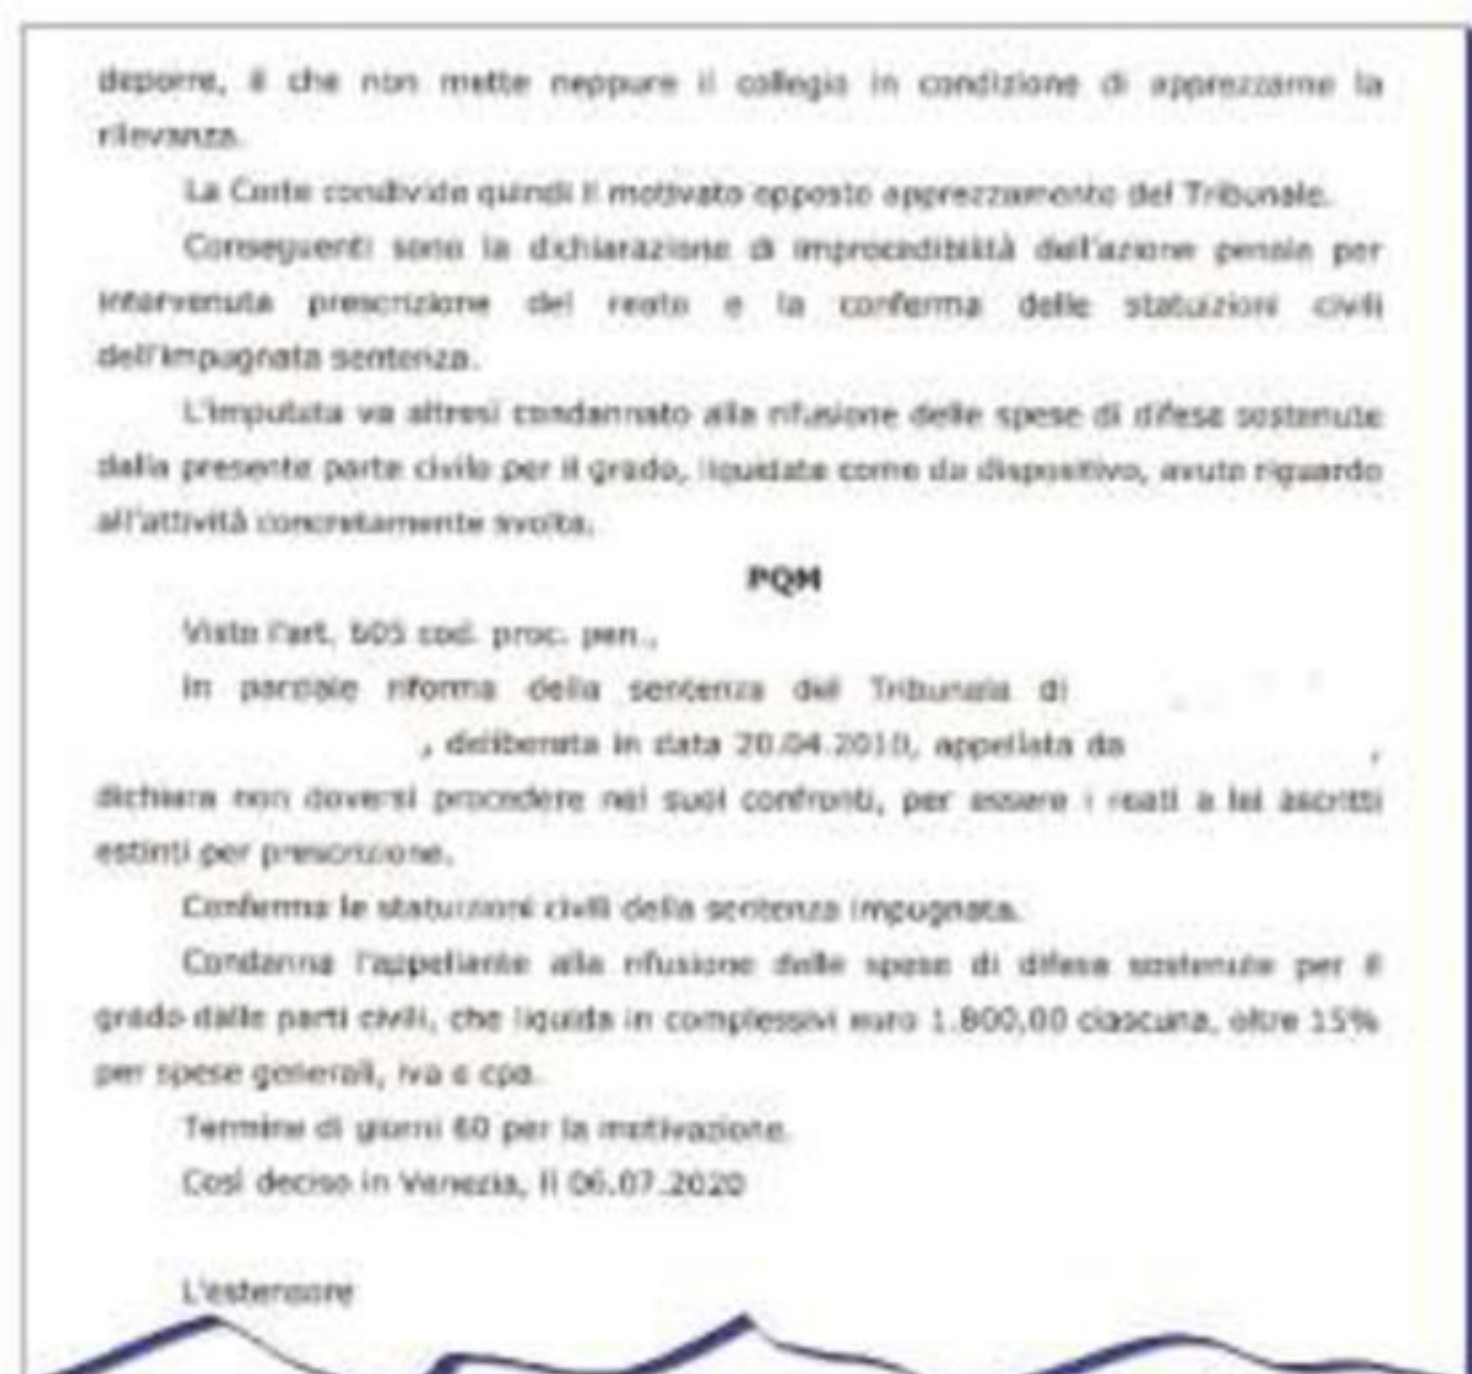 deporre, il che non mette neppure il collegio in condizione di apprezzarne la
rilevanza.
La Corte condivide quindi il motivato opposto apprezzamento del Tribunale.
Conseguenti sono la dichiarazione di improcedibilità dell'azione penale per
intervenuta prescrizione del reato e la conferma delle statuizioni civili
dell'impugnata sentenza.
L'imputata va altresì condannato alla rifusione delle spese di difesa sostenute
dalla presente parte civile per il grado, liquidate come da dispositivo, avuto riguardo
all'attività concretamente svolta.
PQM
Visto l'art. 605 cod. proc. pen.,
in parziale riforma della sentenza del Tribunale di
, deliberata in data 20.04.2010, appellata da ,
dichiara non doversi procedere nei suoi confronti, per essere i reati a lei ascritti
estinti per prescrizione.
Conferma le statuizioni civili della sentenza impugnata.
Condanna l'appellante alla rifusione delle spese di difesa sostenute per il
grado dalle parti civili, che liquida in complessivi euro 1.800,00 ciascuna, oltre 15%
per spese generali, iva e cpa.
Termine di giorni 60 per la motivazione.
Così deciso in Venezia, il 06.07.2020
L'estensore